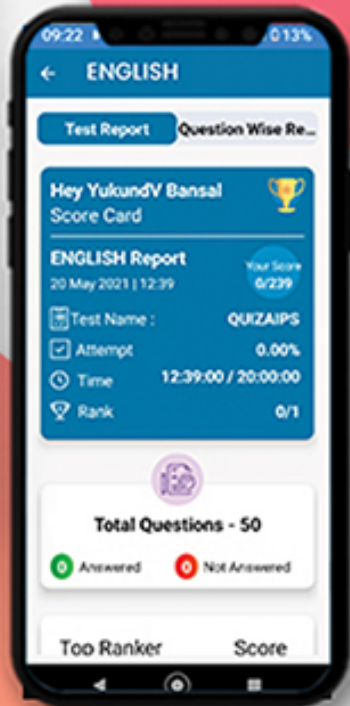 09:22 013%
← ENGLISH
Test Report Question Wise Re...
Hey YukundV Bansal
Score Card
ENGLISH Report
20 May 2021 | 12:39
Your Score
0/239
Test Name : QUIZAIPS
Attempt 0.00%
Time 12:39:00 / 20:00:00
Rank 0/1
Total Questions - 50
0 Answered 0 Not Answered
Top Ranker Score